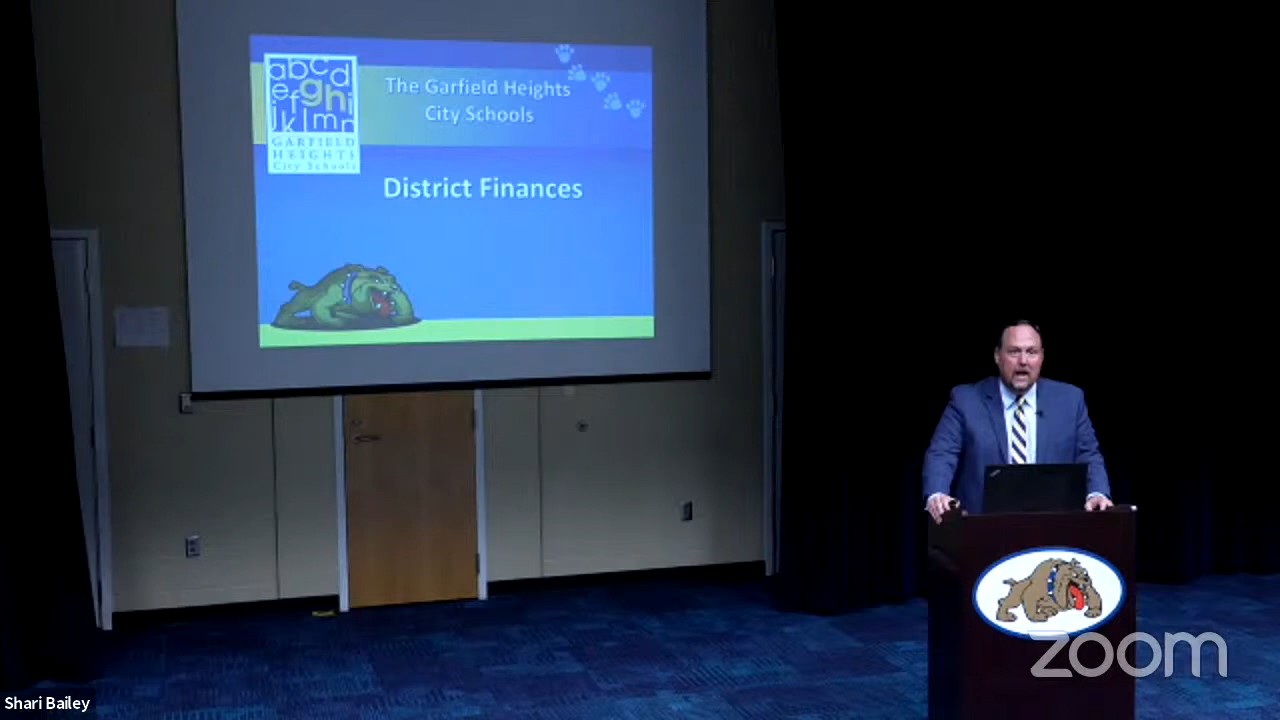 abcd
efghi
jklmn
GARFIELD
HEIGHTS
City Schools
The Garfield Heights
City Schools
District Finances
zoom
Shari Bailey